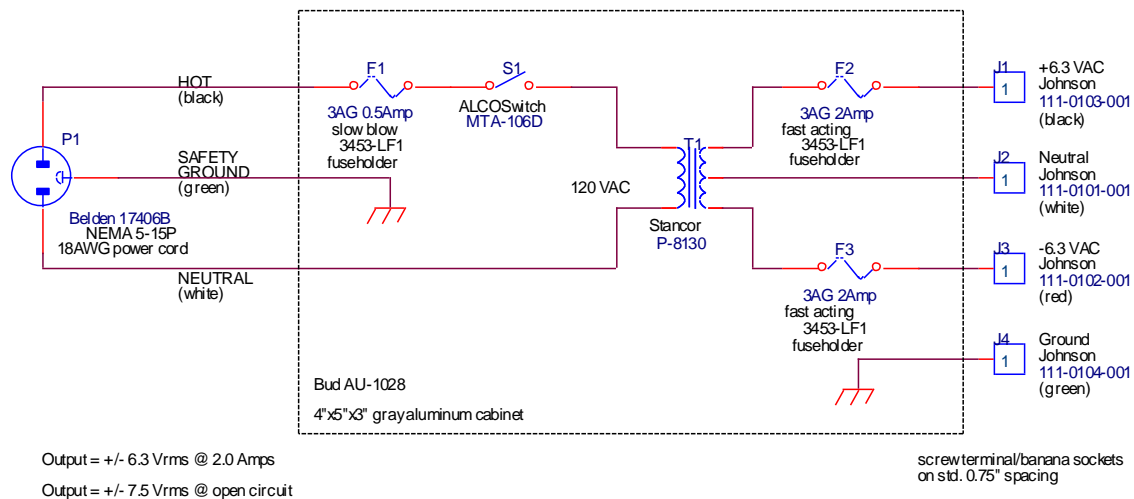 HOT
(black)
F1
3AG 0.5Amp
slow blow
3453-LF1
fuseholder
S1
ALCOSwitch
MTA-106D
F2
3AG 2Amp
fast acting
3453-LF1
fuseholder
J1
1
+6.3 VAC
Johnson
111-0103-001
(black)
P1
SAFETY
GROUND
(green)
Belden 17406B
NEMA 5-15P
18AWG power cord
NEUTRAL
(white)
120 VAC
T1
Stancor
P-8130
J2
1
Neutral
Johnson
111-0101-001
(white)
F3
3AG 2Amp
fast acting
3453-LF1
fuseholder
J3
1
-6.3 VAC
Johnson
111-0102-001
(red)
J4
1
Ground
Johnson
111-0104-001
(green)
Bud AU-1028
4"x5"x3" gray aluminum cabinet
Output = +/- 6.3 Vrms @ 2.0 Amps
Output = +/- 7.5 Vrms @ open circuit
screw terminal/banana sockets
on std. 0.75" spacing